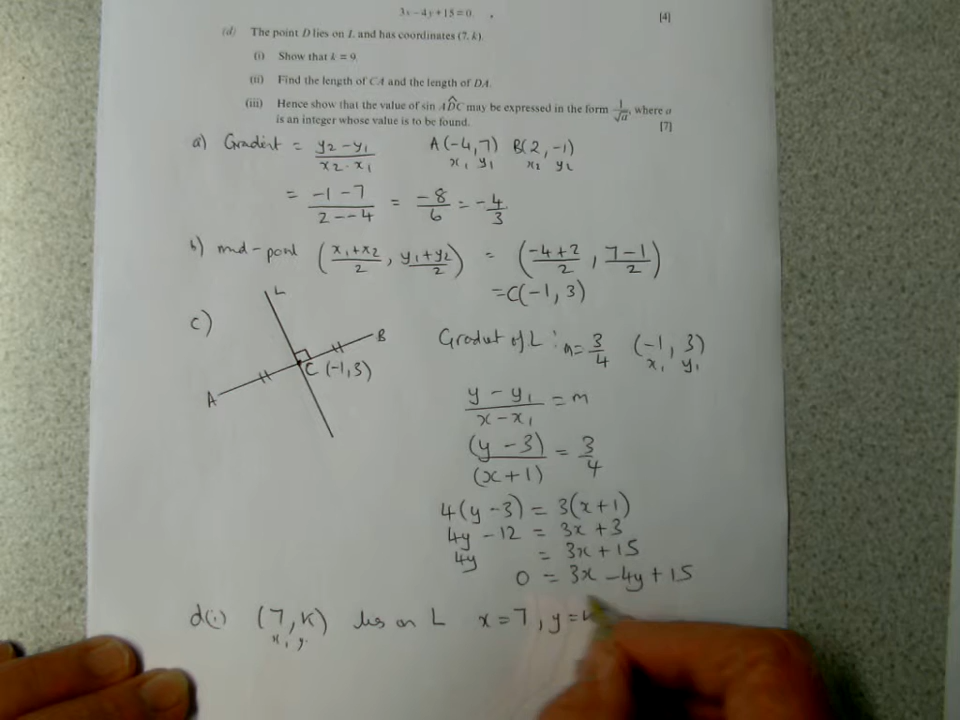 3x – 4y + 15 = 0. [4]
(d) The point D lies on L and has coordinates (7, k).
(i) Show that k = 9.
(ii) Find the length of CA and the length of DA.
(iii) Hence show that the value of sin AD̂C may be expressed in the form 1/√a, where a
is an integer whose value is to be found. [7]
a) Gradient = (y2 – y1)/(x2 - x1) A(-4,7) B(2,-1)
x1 y1 x2 y2
= (-1 - 7)/(2 - -4) = -8/6 = -4/3
b) mid-point ((x1+x2)/2, (y1+y2)/2) = ((-4+2)/2, (7-1)/2)
= C(-1, 3)
c) L
B
C (-1,3)
A
Gradient of L : m = 3/4 (-1, 3)
x1 y1
(y - y1)/(x - x1) = m
(y - 3)/(x + 1) = 3/4
4(y - 3) = 3(x + 1)
4y - 12 = 3x + 3
4y = 3x + 15
0 = 3x - 4y + 15
d(i) (7, k) lies on L x = 7, y =
x, y